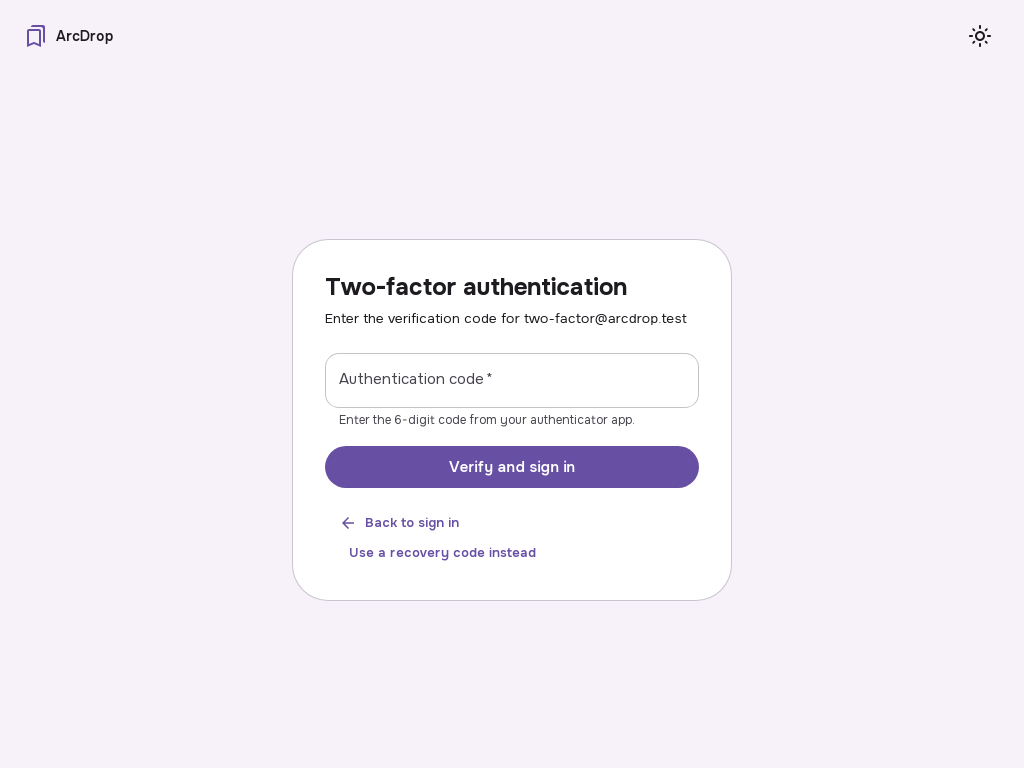 ArcDrop
Two-factor authentication
Enter the verification code for two-factor@arcdrop.test
Authentication code *
Enter the 6-digit code from your authenticator app.
Verify and sign in
Back to sign in
Use a recovery code instead